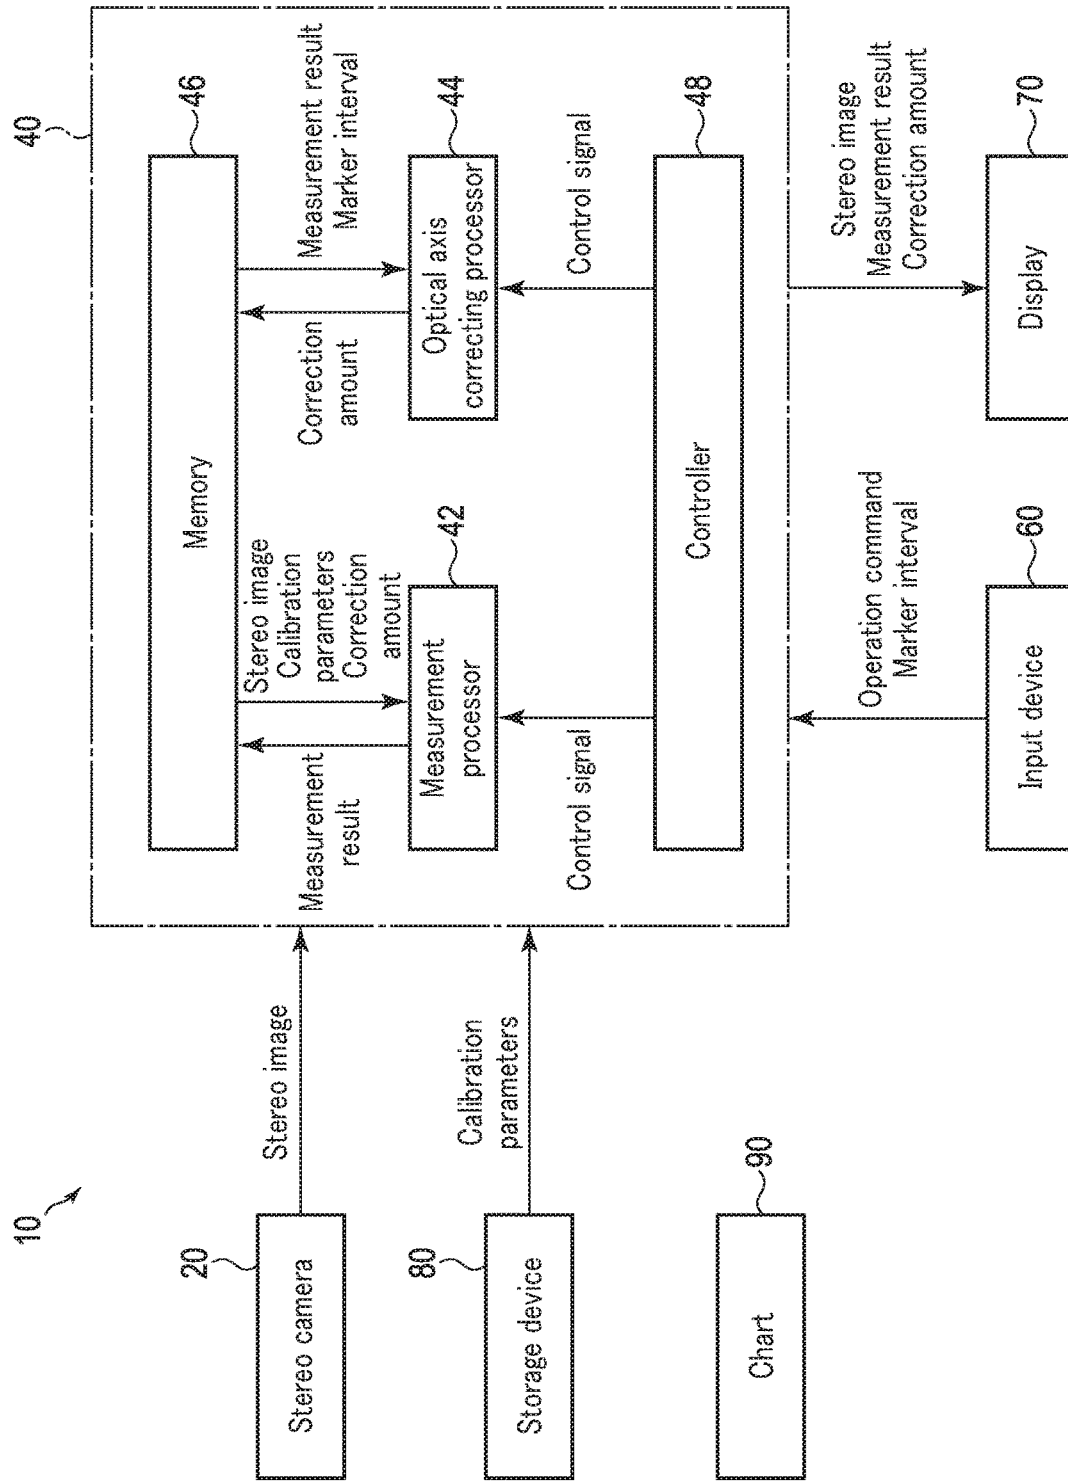 10
40
20
Stereo camera
Stereo image
80
Storage device
Calibration
parameters
90
Chart
46
Memory
Measurement
result
Stereo image
Calibration
parameters
Correction
amount
Correction
amount
Measurement result
Marker interval
42
Measurement
processor
44
Optical axis
correcting processor
Control signal
Control signal
48
Controller
Operation command
Marker interval
Stereo image
Measurement result
Correction amount
60
Input device
70
Display